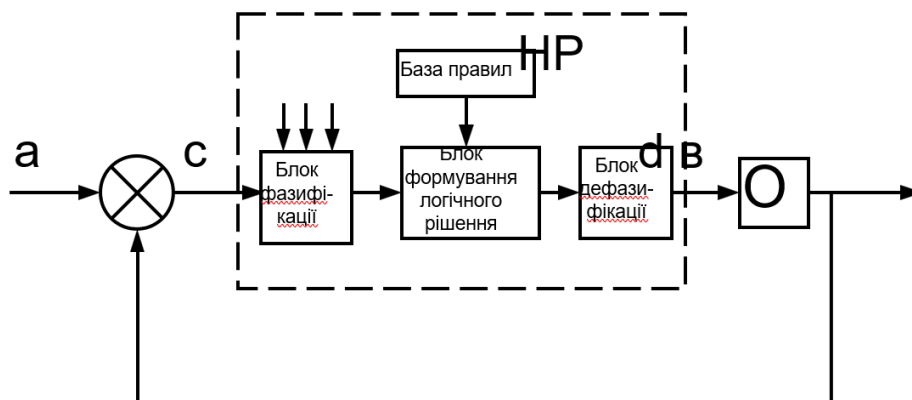 НР
База правил
а
с
Блок
фазифі-
кації
Блок
формування
логічного
рішення
Блок
дефази-
фікації
d
в
О